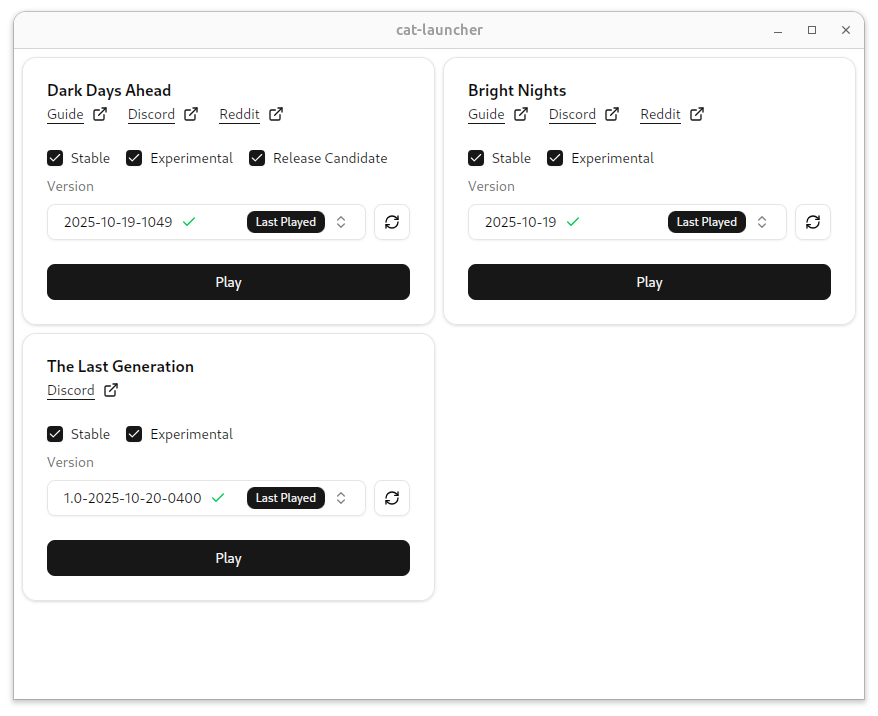 cat-launcher
Dark Days Ahead
Guide Discord Reddit
Stable Experimental Release Candidate
Version
2025-10-19-1049 Last Played
Play
Bright Nights
Guide Discord Reddit
Stable Experimental
Version
2025-10-19 Last Played
Play
The Last Generation
Discord
Stable Experimental
Version
1.0-2025-10-20-0400 Last Played
Play